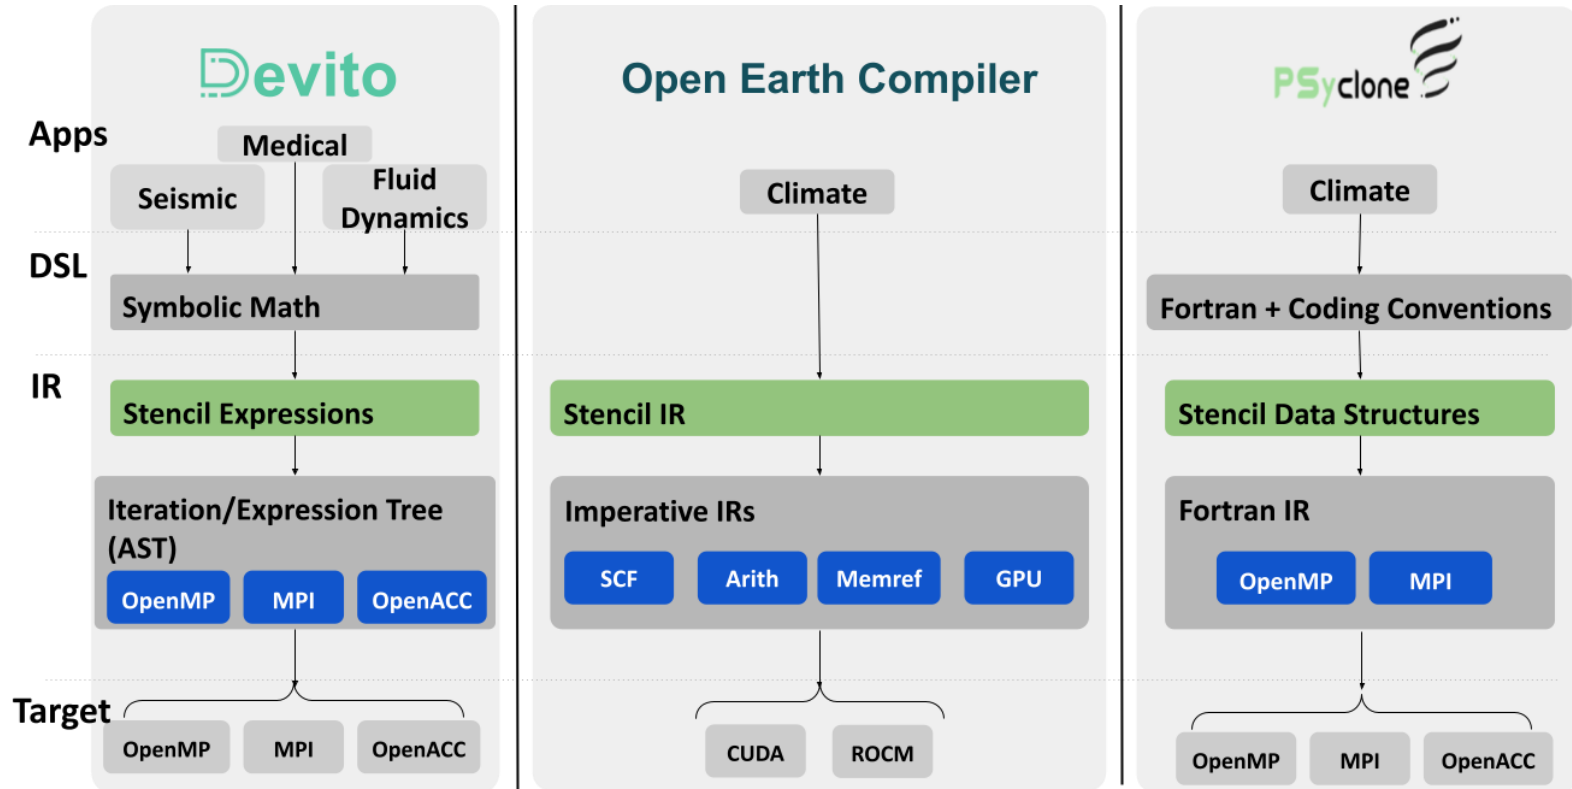 Devito
Open Earth Compiler
PSyclone
Apps
Medical
Seismic
Fluid
Dynamics
Climate
Climate
DSL
Symbolic Math
Fortran + Coding Conventions
IR
Stencil Expressions
Stencil IR
Stencil Data Structures
Iteration/Expression Tree
(AST)
OpenMP
MPI
OpenACC
Imperative IRs
SCF
Arith
Memref
GPU
Fortran IR
OpenMP
MPI
Target
OpenMP
MPI
OpenACC
CUDA
ROCM
OpenMP
MPI
OpenACC